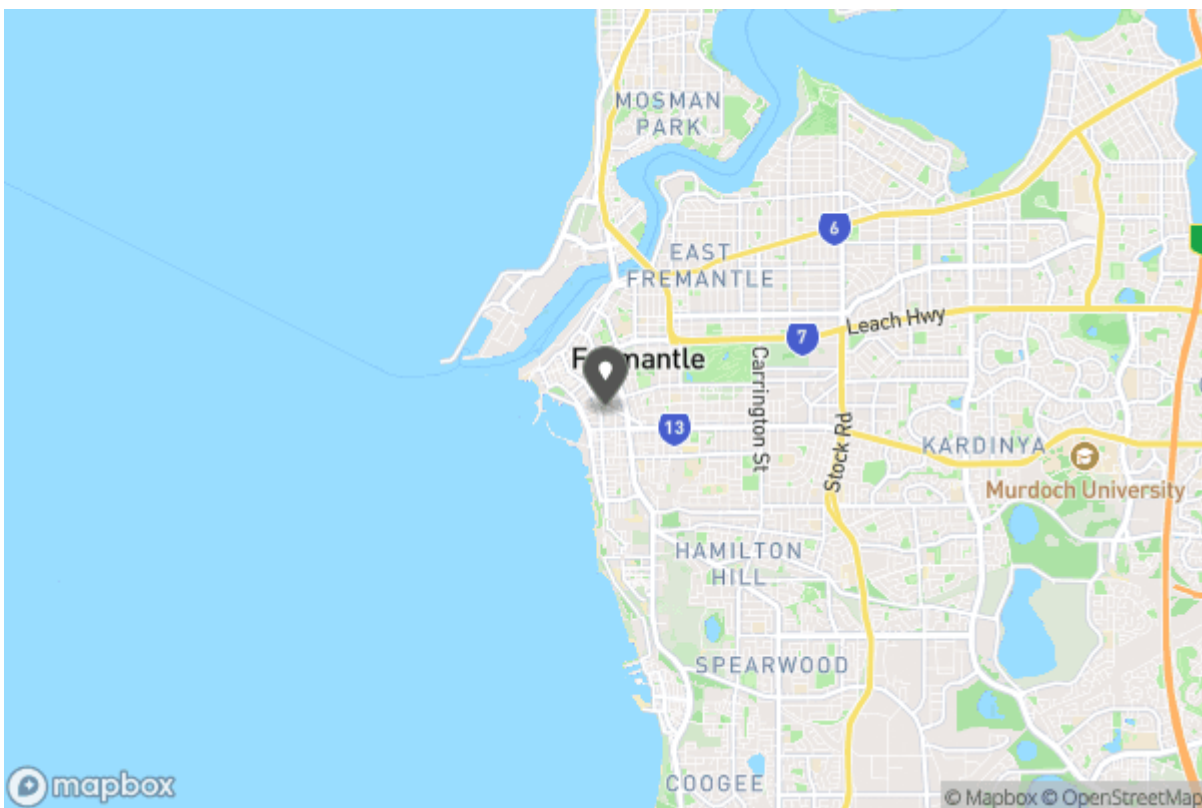 MOSMAN
PARK
6
EAST
FREMANTLE
Leach Hwy
7
Fremantle
Carrington St
13
Stock Rd
KARDINYA
Murdoch University
HAMILTON
HILL
SPEARWOOD
COOGEE
mapbox
© Mapbox © OpenStreetMap